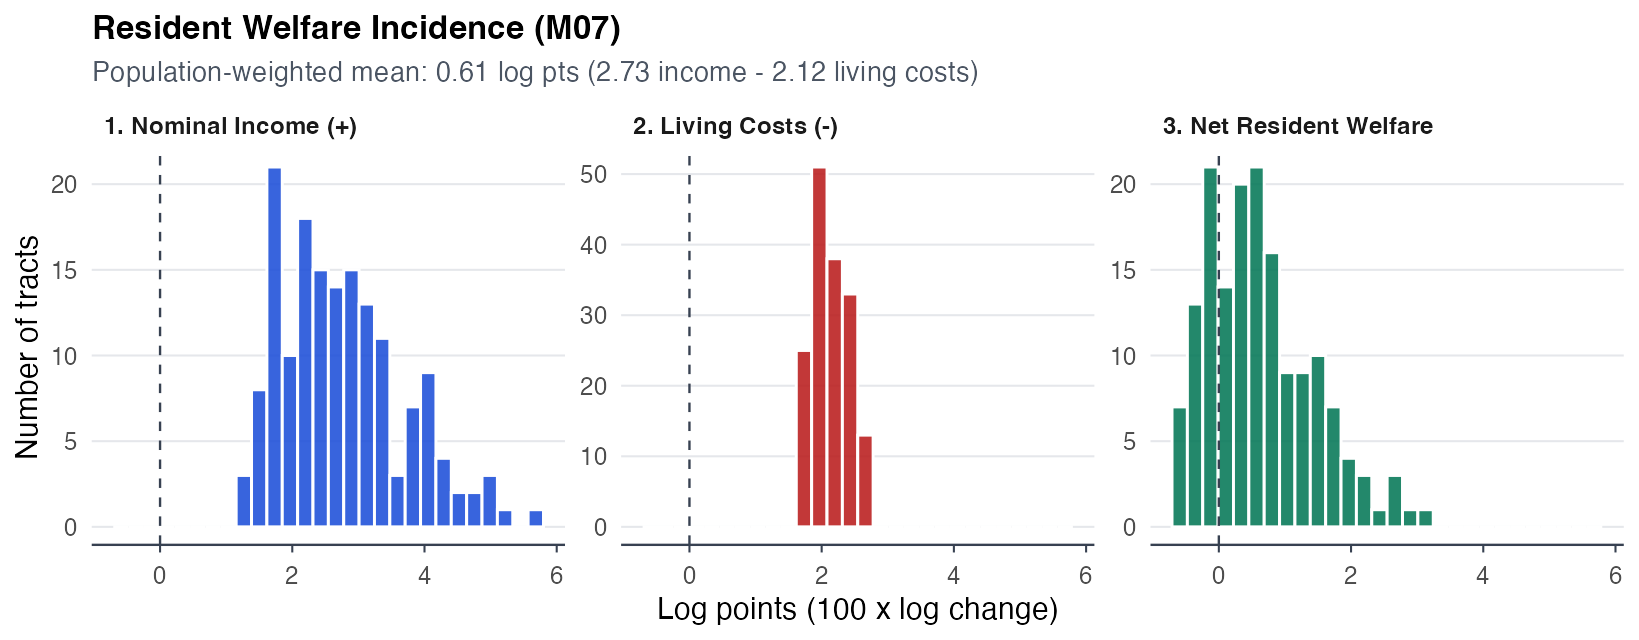 Resident Welfare Incidence (M07)
Population-weighted mean: 0.61 log pts (2.73 income - 2.12 living costs)
1. Nominal Income (+)
2. Living Costs (-)
3. Net Resident Welfare
Number of tracts
20
15
10
5
0
50
40
30
20
10
0
20
15
10
5
0
0 2 4 6
0 2 4 6
0 2 4 6
Log points (100 x log change)